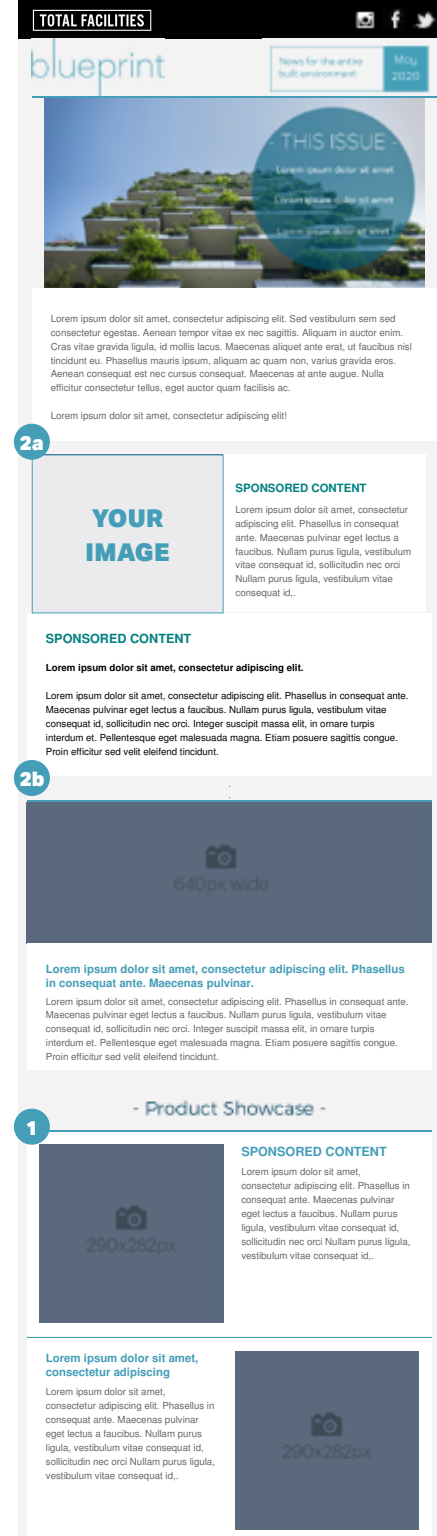 TOTAL FACILITIES
blueprint
News for the entire
built environment
May
2020
- THIS ISSUE -
Lorem ipsum dolor sit amet
Lorem ipsum dolor sit amet
Lorem ipsum dolor sit amet
Lorem ipsum dolor sit amet, consectetur adipiscing elit. Sed vestibulum sem sed
consectetur egestas. Aenean tempor vitae ex nec sagittis. Aliquam in auctor enim.
Cras vitae gravida ligula, id mollis lacus. Maecenas aliquet ante erat, ut faucibus nisl
tincidunt eu. Phasellus mauris ipsum, aliquam ac quam non, varius gravida eros.
Aenean consequat est nec cursus consequat. Maecenas at ante augue. Nulla
efficitur consectetur tellus, eget auctor quam facilisis ac.
Lorem ipsum dolor sit amet, consectetur adipiscing elit!
2a
YOUR
IMAGE
SPONSORED CONTENT
Lorem ipsum dolor sit amet, consectetur
adipiscing elit. Phasellus in consequat
ante. Maecenas pulvinar eget lectus a
faucibus. Nullam purus ligula, vestibulum
vitae consequat id, sollicitudin nec orci
Nullam purus ligula, vestibulum vitae
consequat id,.
SPONSORED CONTENT
Lorem ipsum dolor sit amet, consectetur adipiscing elit.
Lorem ipsum dolor sit amet, consectetur adipiscing elit. Phasellus in consequat ante.
Maecenas pulvinar eget lectus a faucibus. Nullam purus ligula, vestibulum vitae
consequat id, sollicitudin nec orci. Integer suscipit massa elit, in ornare turpis
interdum et. Pellentesque eget malesuada magna. Etiam posuere sagittis congue.
Proin efficitur sed velit eleifend tincidunt.
2b
640px wide
Lorem ipsum dolor sit amet, consectetur adipiscing elit. Phasellus
in consequat ante. Maecenas pulvinar.
Lorem ipsum dolor sit amet, consectetur adipiscing elit. Phasellus in consequat ante.
Maecenas pulvinar eget lectus a faucibus. Nullam purus ligula, vestibulum vitae
consequat id, sollicitudin nec orci. Integer suscipit massa elit, in ornare turpis
interdum et. Pellentesque eget malesuada magna. Etiam posuere sagittis congue.
Proin efficitur sed velit eleifend tincidunt.
- Product Showcase -
1
290x282px
SPONSORED CONTENT
Lorem ipsum dolor sit amet,
consectetur adipiscing elit. Phasellus in
consequat ante. Maecenas pulvinar
eget lectus a faucibus. Nullam purus
ligula, vestibulum vitae consequat id,
sollicitudin nec orci Nullam purus ligula,
vestibulum vitae consequat id,.
Lorem ipsum dolor sit amet,
consectetur adipiscing
Lorem ipsum dolor sit amet,
consectetur adipiscing elit. Phasellus in
consequat ante. Maecenas pulvinar
eget lectus a faucibus. Nullam purus
ligula, vestibulum vitae consequat id,
sollicitudin nec orci Nullam purus ligula,
vestibulum vitae consequat id,.
290x282px